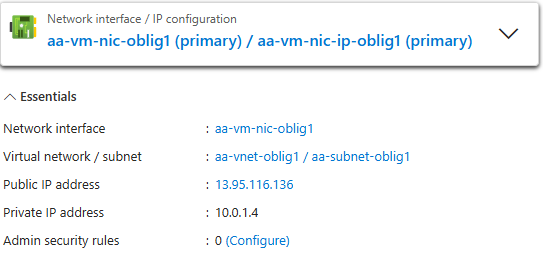 Network interface / IP configuration
aa-vm-nic-oblig1 (primary) / aa-vm-nic-ip-oblig1 (primary)
Essentials
Network interface : aa-vm-nic-oblig1
Virtual network / subnet : aa-vnet-oblig1 / aa-subnet-oblig1
Public IP address : 13.95.116.136
Private IP address : 10.0.1.4
Admin security rules : 0 (Configure)